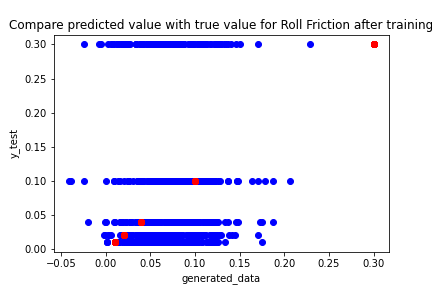 Compare predicted value with true value for Roll Friction after training
0.30
0.25
0.20
0.15
0.10
0.05
0.00
y_test
−0.05 0.00 0.05 0.10 0.15 0.20 0.25 0.30
generated_data